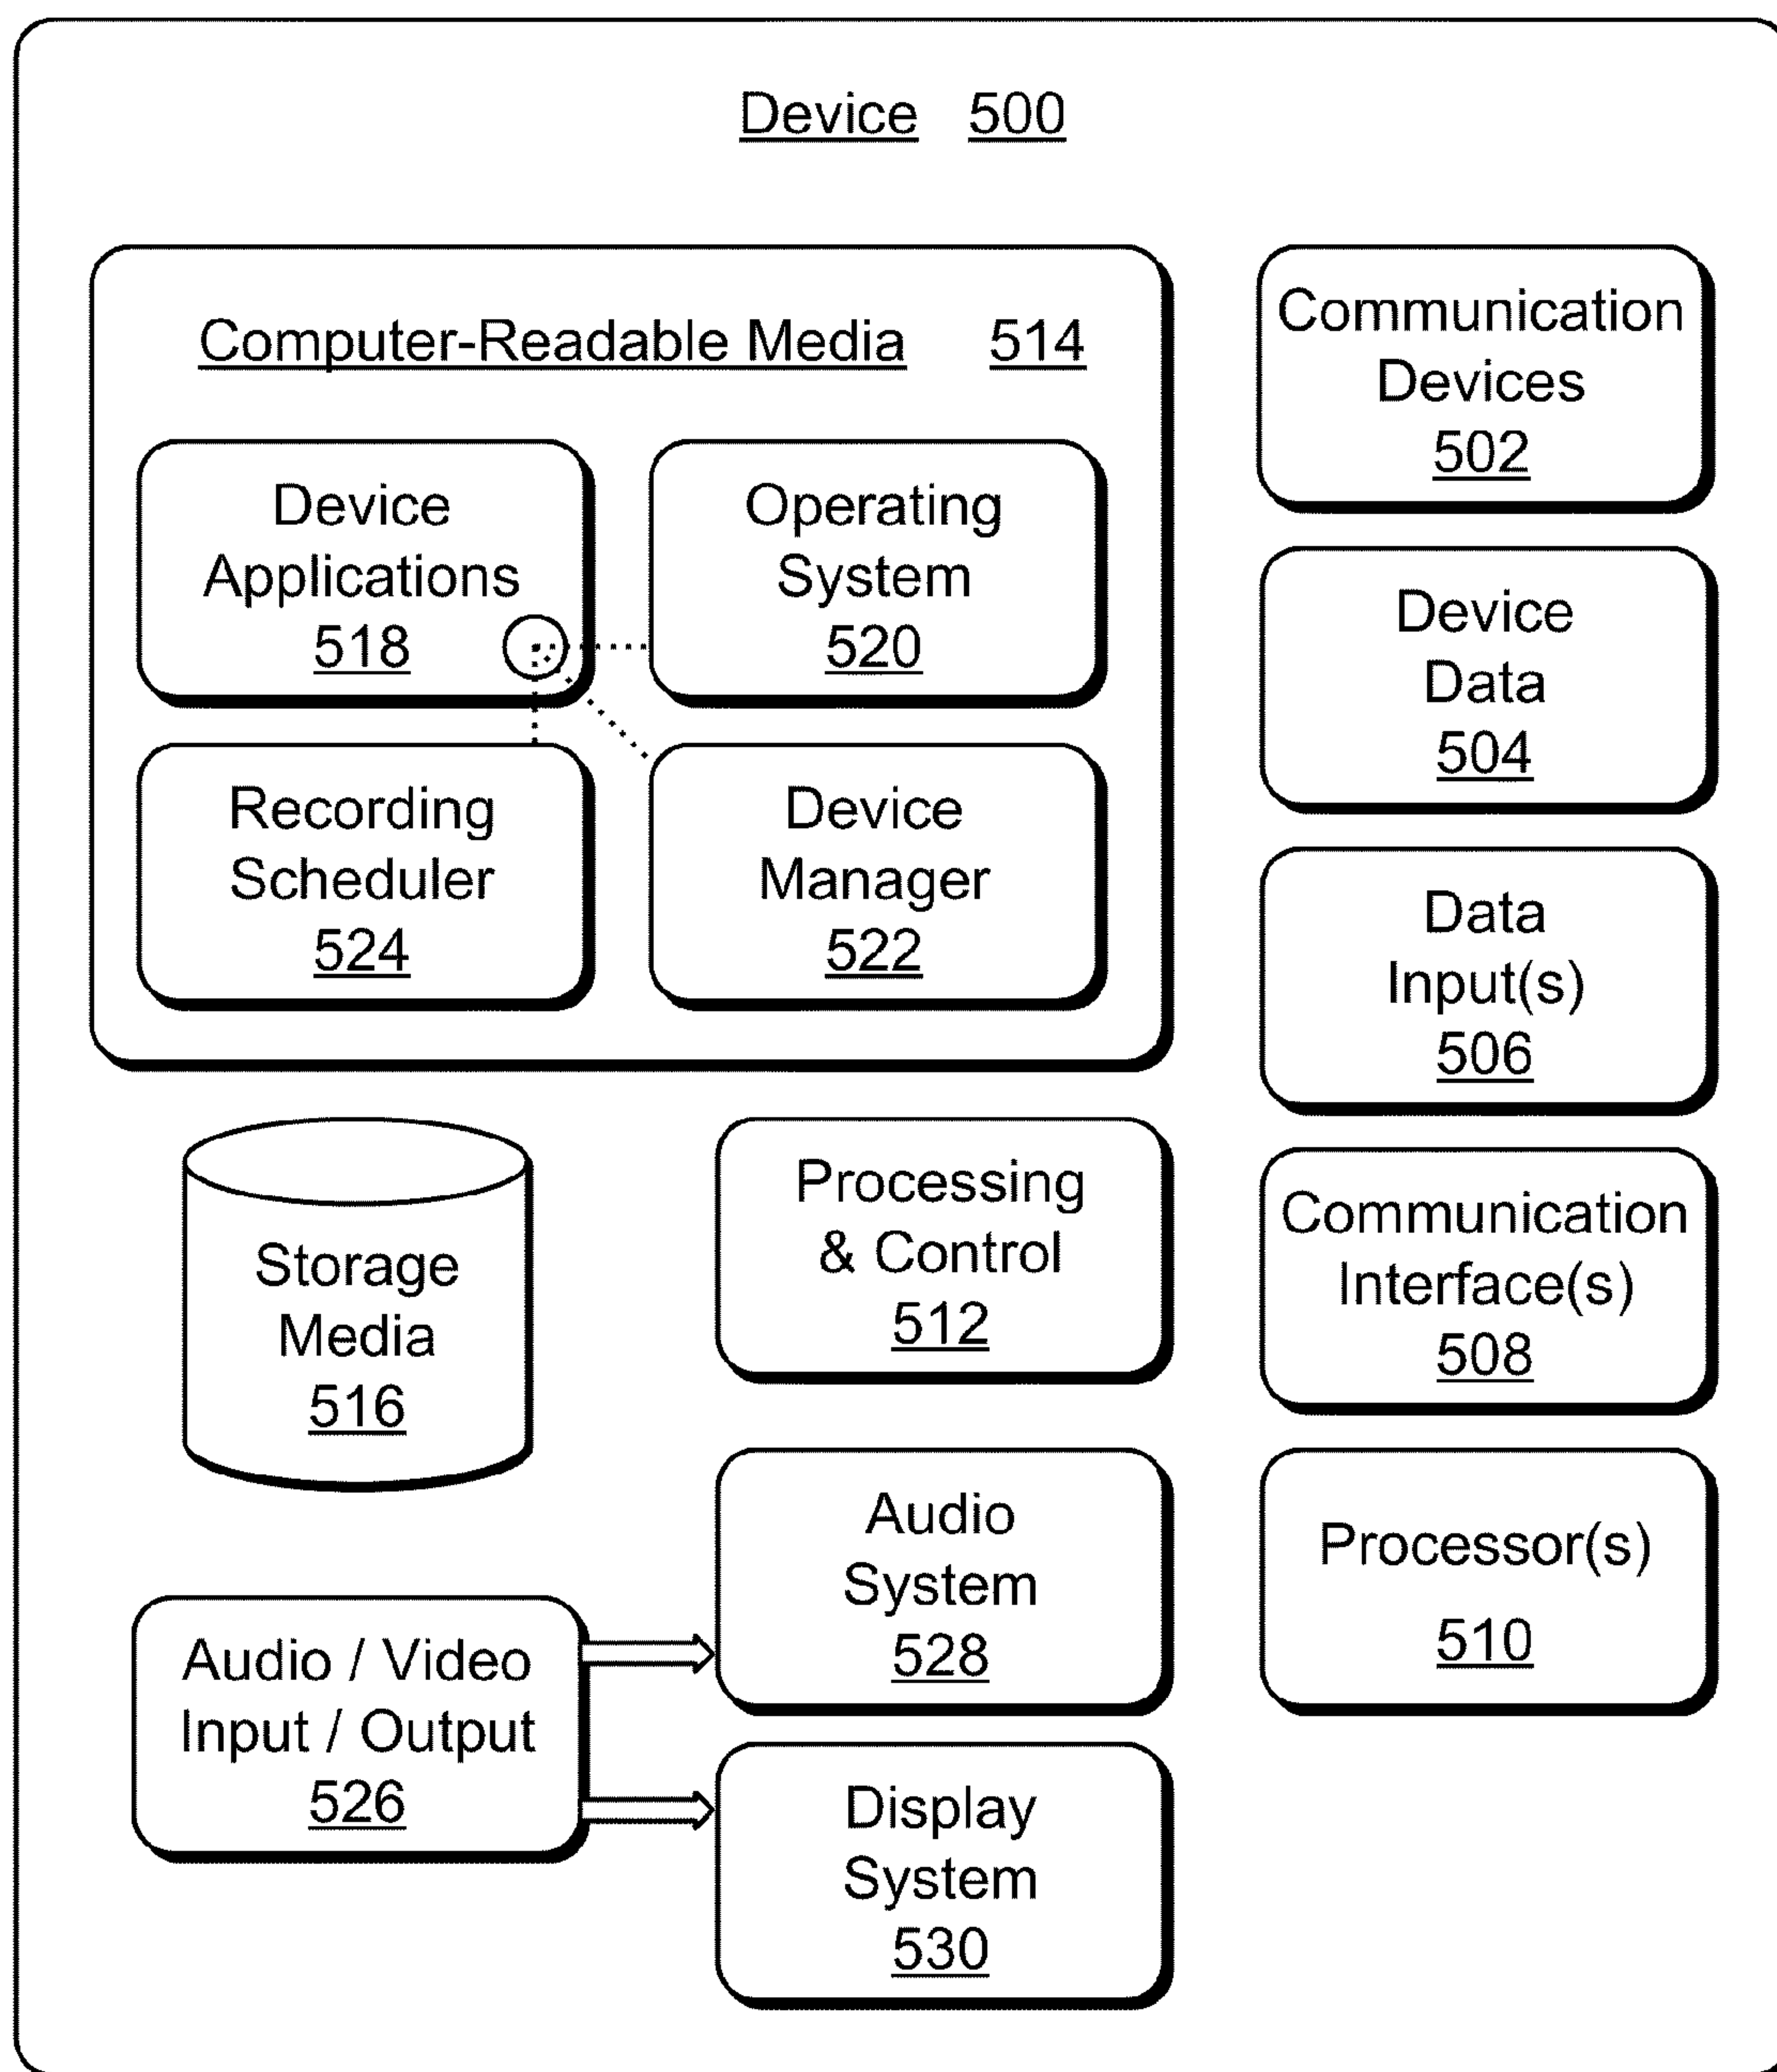 Device 500
Computer-Readable Media 514
Device
Applications
518
Operating
System
520
Recording
Scheduler
524
Device
Manager
522
Storage
Media
516
Processing
& Control
512
Audio / Video
Input / Output
526
Audio
System
528
Display
System
530
Communication
Devices
502
Device
Data
504
Data
Input(s)
506
Communication
Interface(s)
508
Processor(s)
510